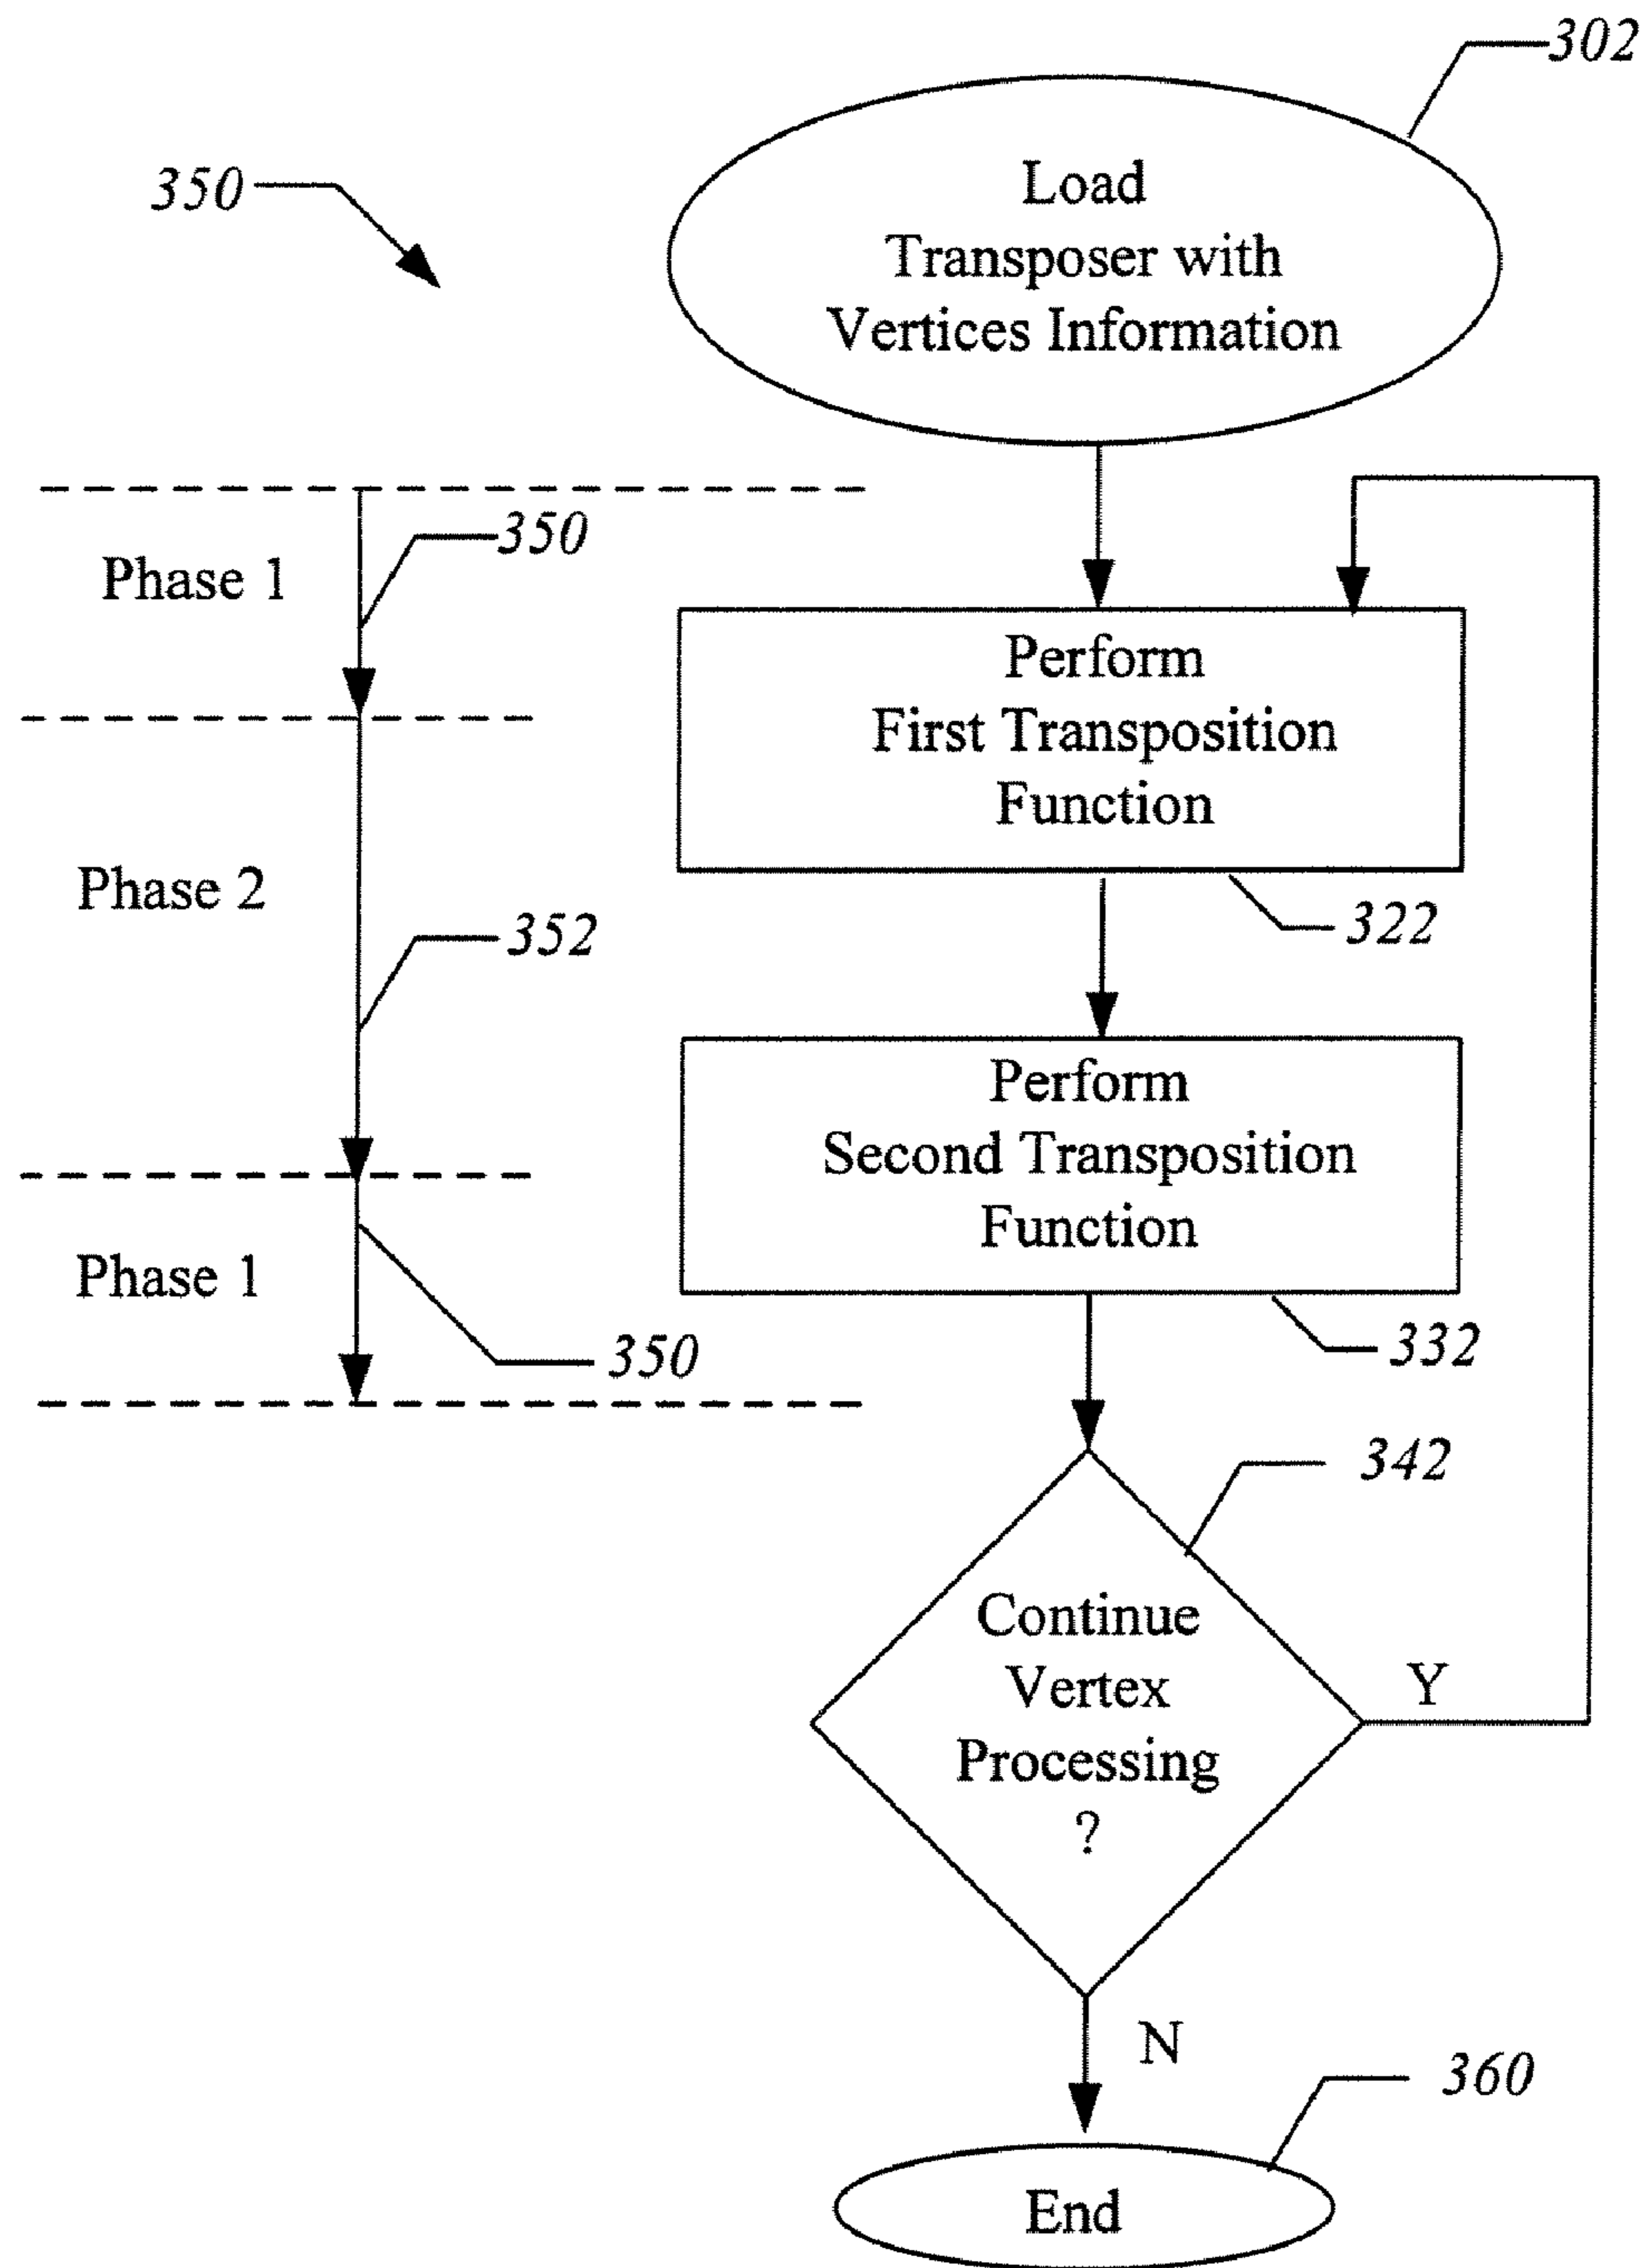 302
350
Load
Transposer with
Vertices Information
350
Phase 1
Perform
First Transposition
Function
Phase 2
322
352
Perform
Second Transposition
Function
Phase 1
350
332
342
Continue
Vertex
Processing
?
Y
N
360
End